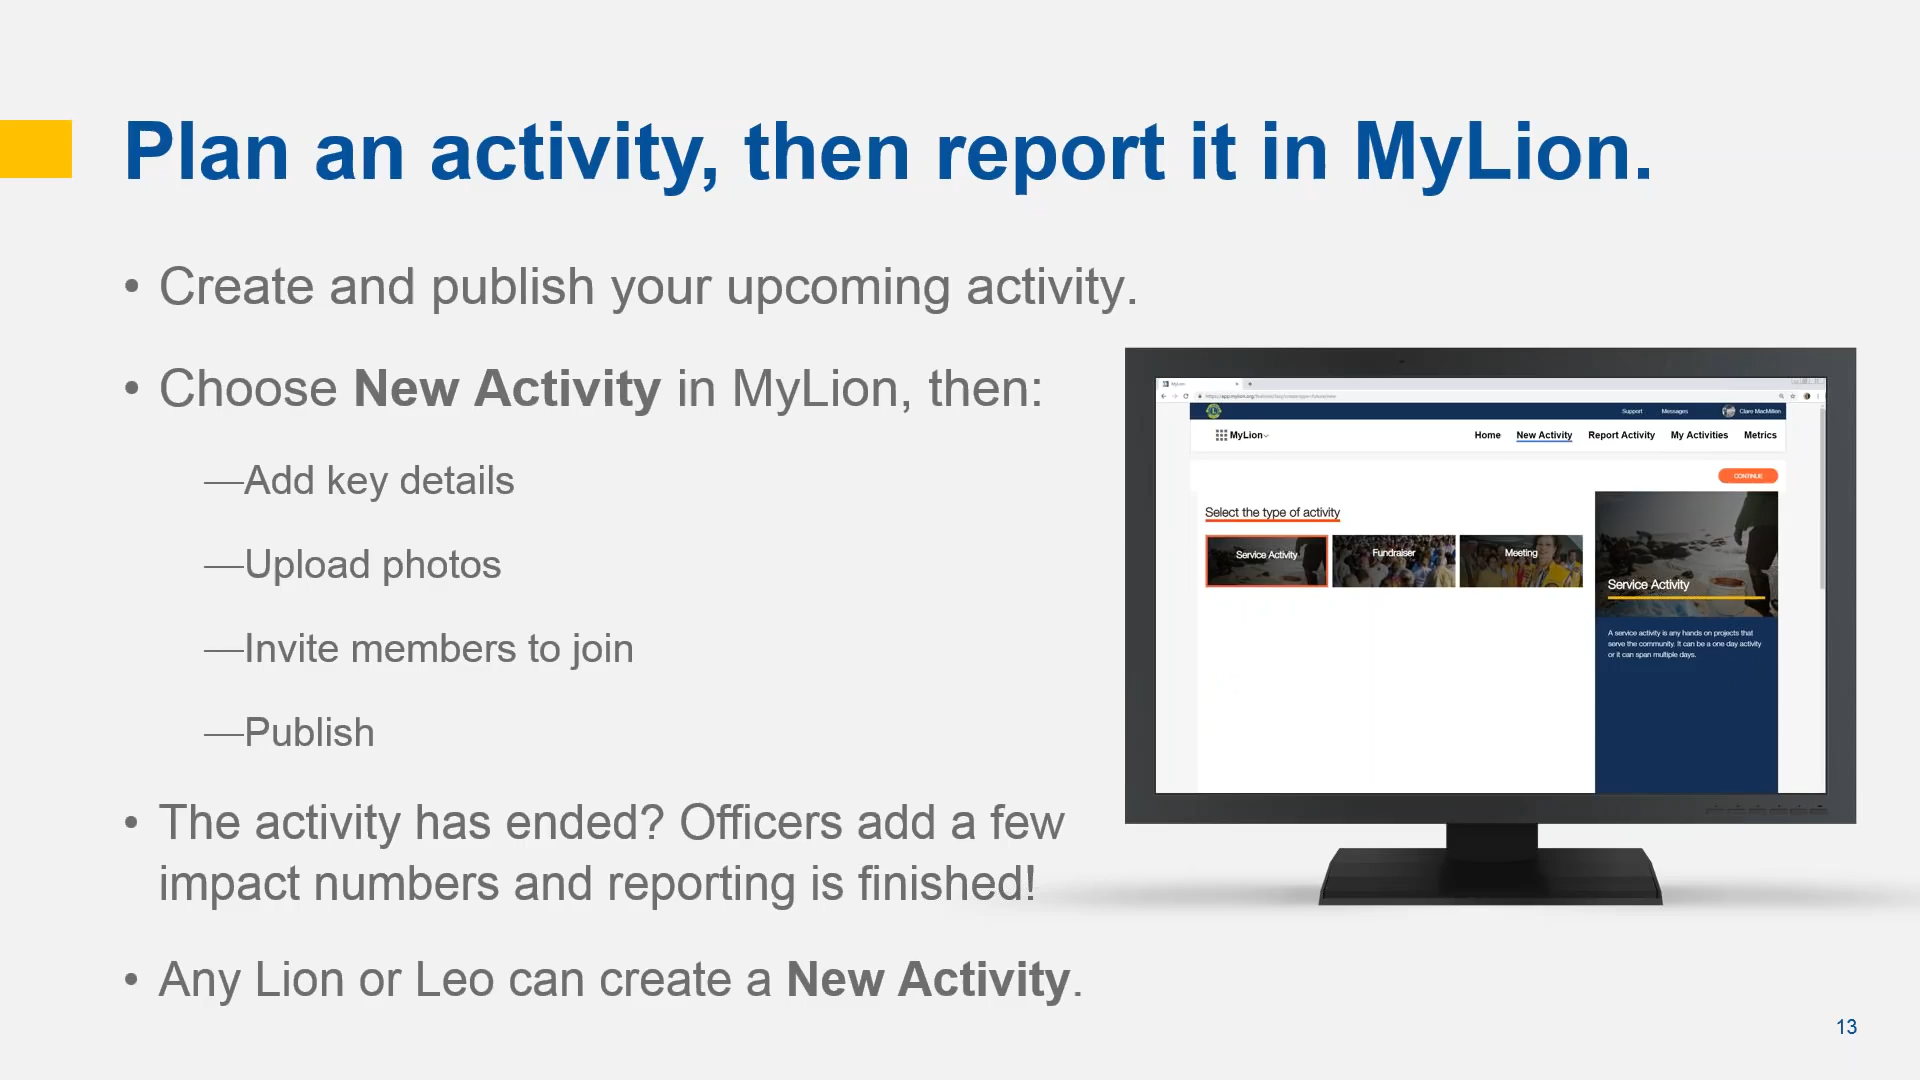 Plan an activity, then report it in MyLion.
• Create and publish your upcoming activity.
• Choose New Activity in MyLion, then:
—Add key details
—Upload photos
—Invite members to join
—Publish
• The activity has ended? Officers add a few
impact numbers and reporting is finished!
• Any Lion or Leo can create a New Activity.
MyLion
Support Messages Clare MacMillen
MyLion Home New Activity Report Activity My Activities Metrics
CONTINUE
Select the type of activity
Service Activity Fundraiser Meeting
Service Activity
A service activity is any hands on projects that
serve the community. It can be a one day activity
or it can span multiple days.
13